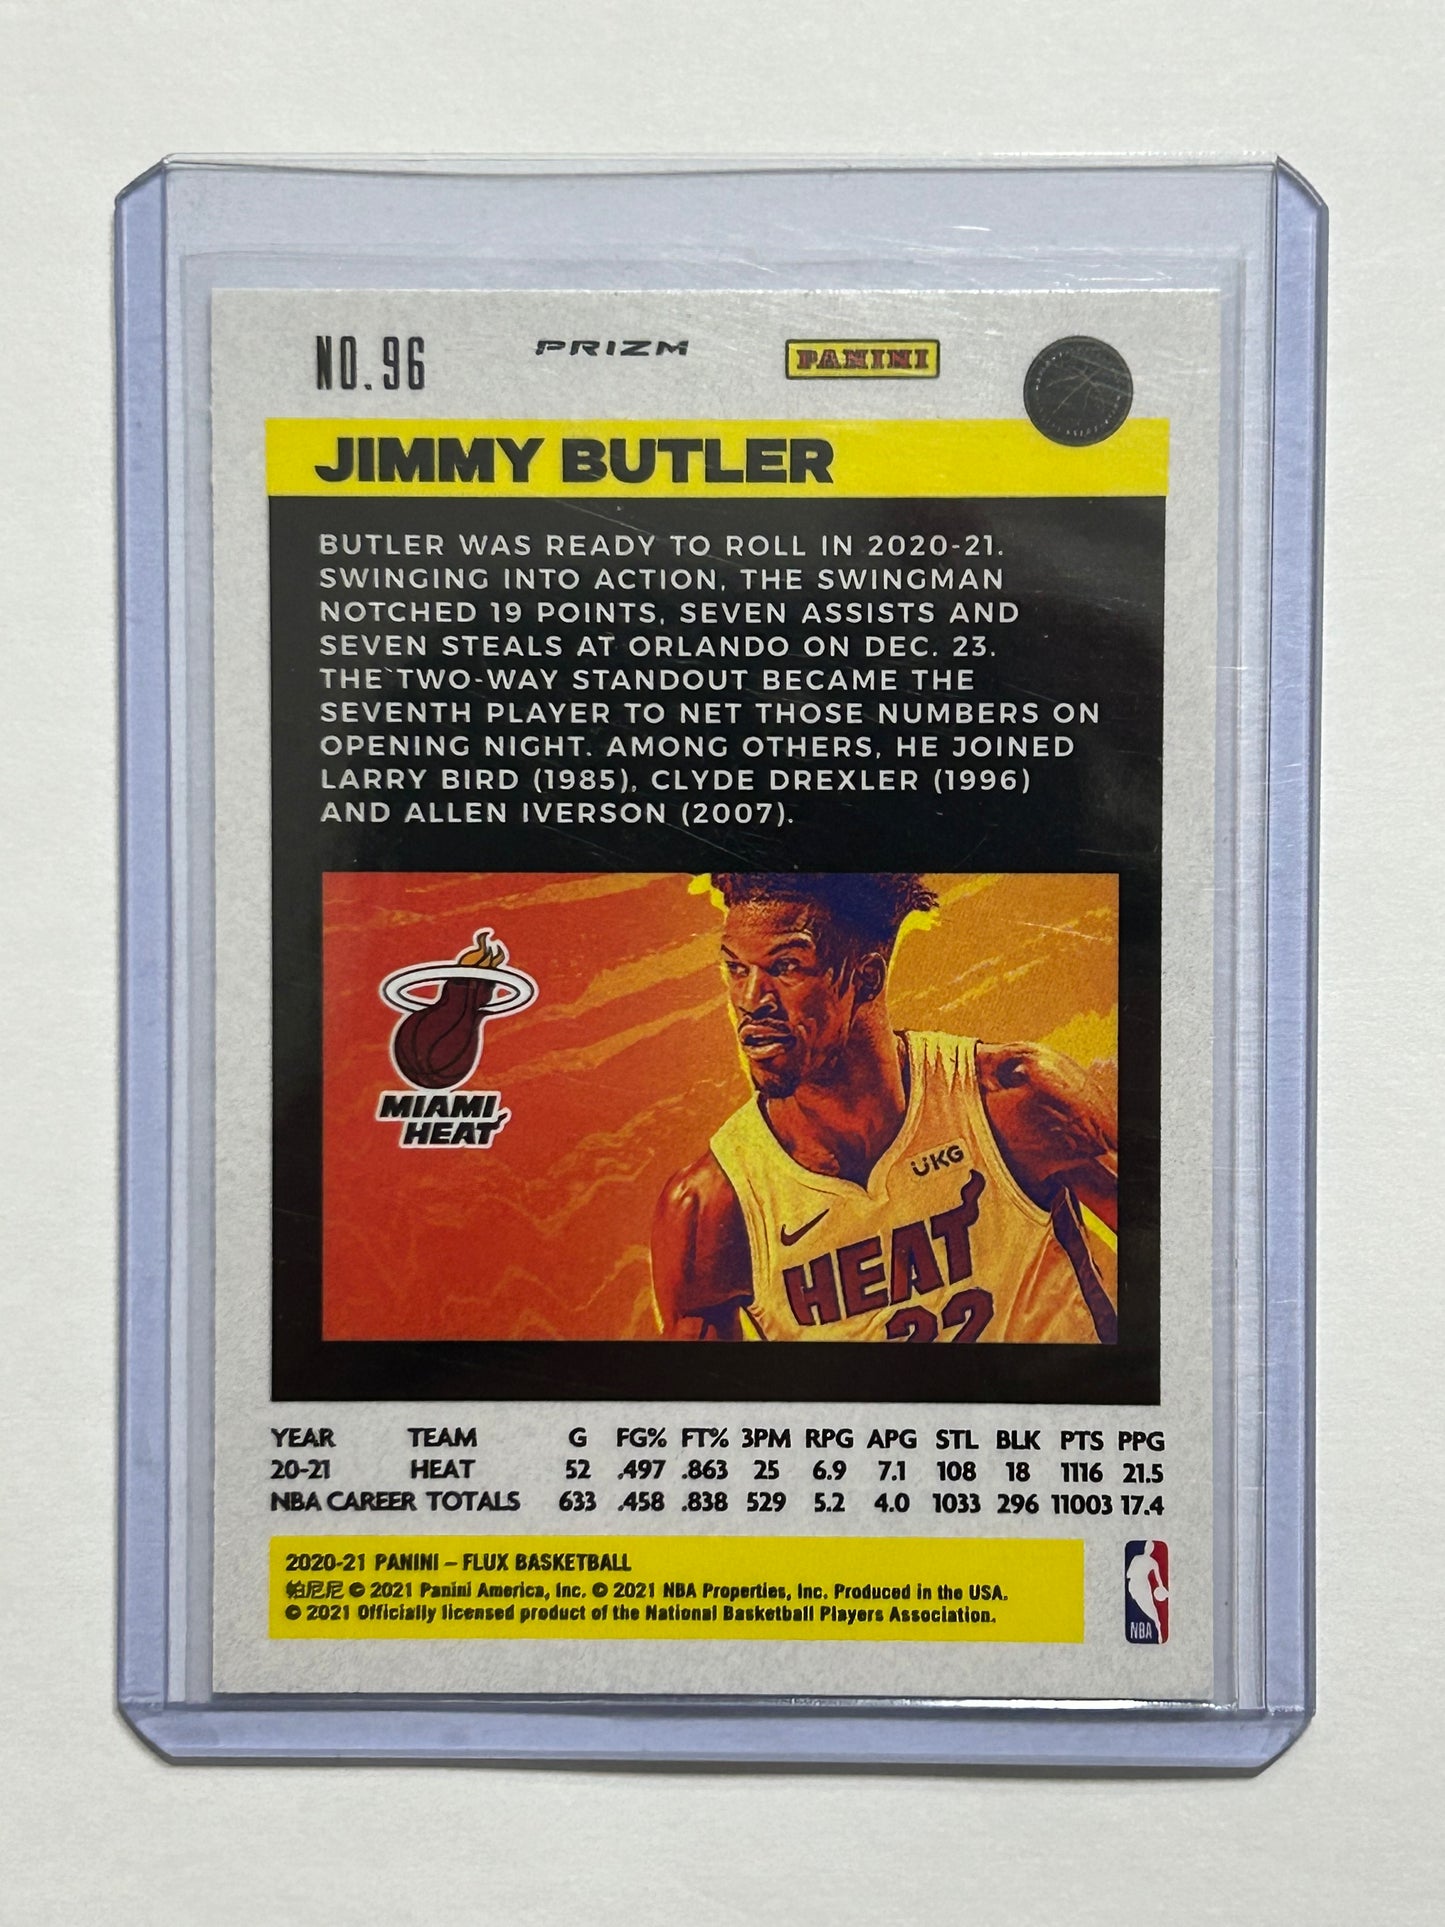 NO.96 PRIZM PANINI
JIMMY BUTLER
BUTLER WAS READY TO ROLL IN 2020-21.
SWINGING INTO ACTION, THE SWINGMAN
NOTCHED 19 POINTS, SEVEN ASSISTS AND
SEVEN STEALS AT ORLANDO ON DEC. 23.
THE TWO-WAY STANDOUT BECAME THE
SEVENTH PLAYER TO NET THOSE NUMBERS ON
OPENING NIGHT. AMONG OTHERS, HE JOINED
LARRY BIRD (1985), CLYDE DREXLER (1996)
AND ALLEN IVERSON (2007).
MIAMI
HEAT
UKG
HEAT
22
YEAR TEAM G FG% FT% 3PM RPG APG STL BLK PTS PPG
20-21 HEAT 52 .497 .863 25 6.9 7.1 108 18 1116 21.5
NBA CAREER TOTALS 633 .458 .838 529 5.2 4.0 1033 296 11003 17.4
2020-21 PANINI – FLUX BASKETBALL
帕尼尼 © 2021 Panini America, Inc. © 2021 NBA Properties, Inc. Produced in the USA.
© 2021 Officially licensed product of the National Basketball Players Association.
NBA